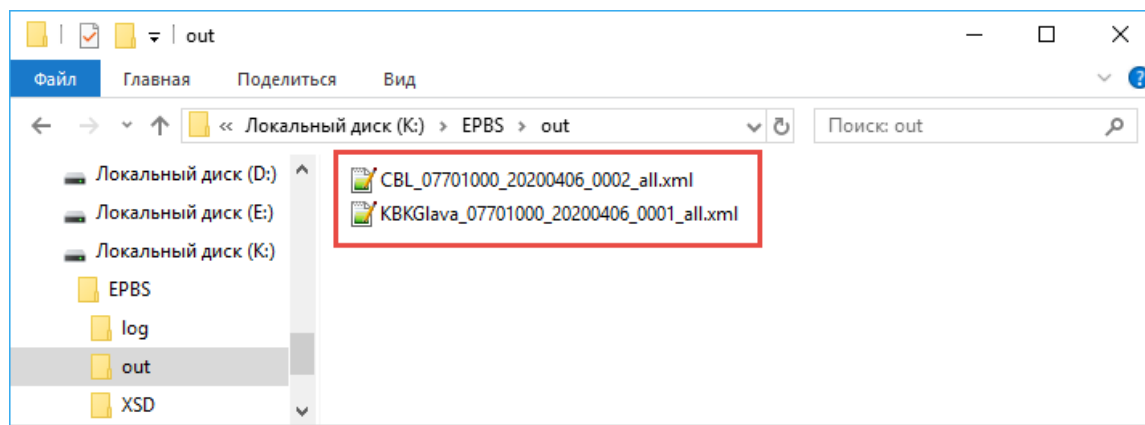 out
Файл Главная Поделиться Вид ?
« Локальный диск (K:) › EPBS › out Поиск: out
Локальный диск (D:)
Локальный диск (E:)
Локальный диск (K:)
EPBS
log
out
XSD
CBL_07701000_20200406_0002_all.xml
KBKGlava_07701000_20200406_0001_all.xml